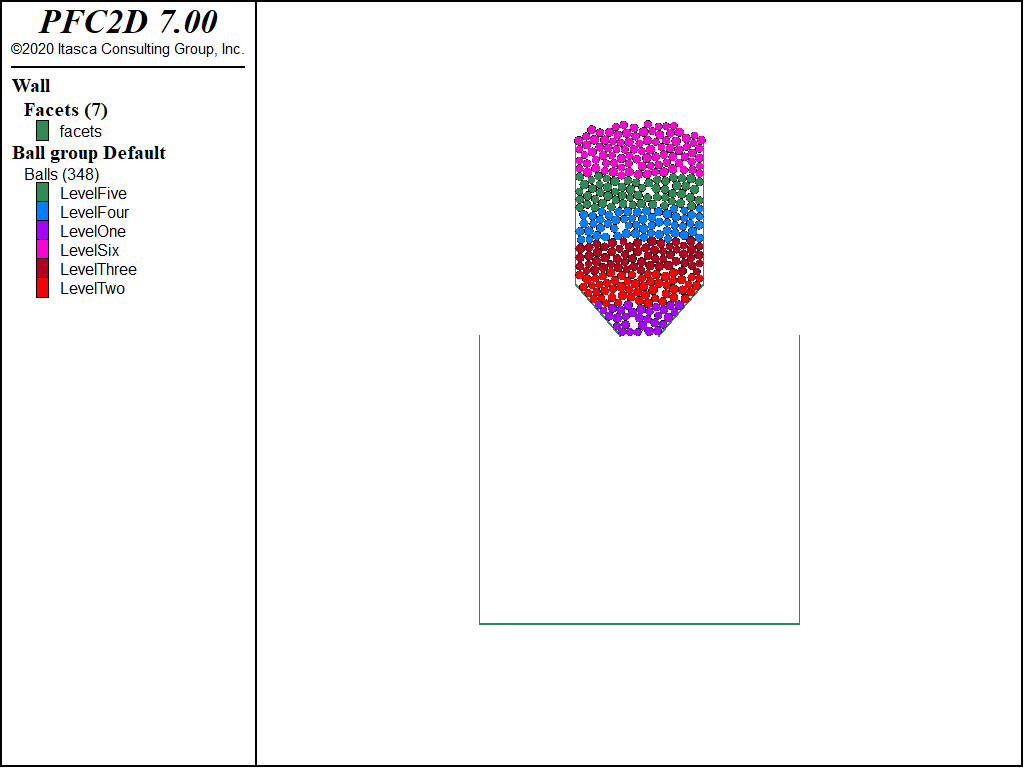 PFC2D 7.00
©2020 Itasca Consulting Group, Inc.
Wall
Facets (7)
facets
Ball group Default
Balls (348)
LevelFive
LevelFour
LevelOne
LevelSix
LevelThree
LevelTwo